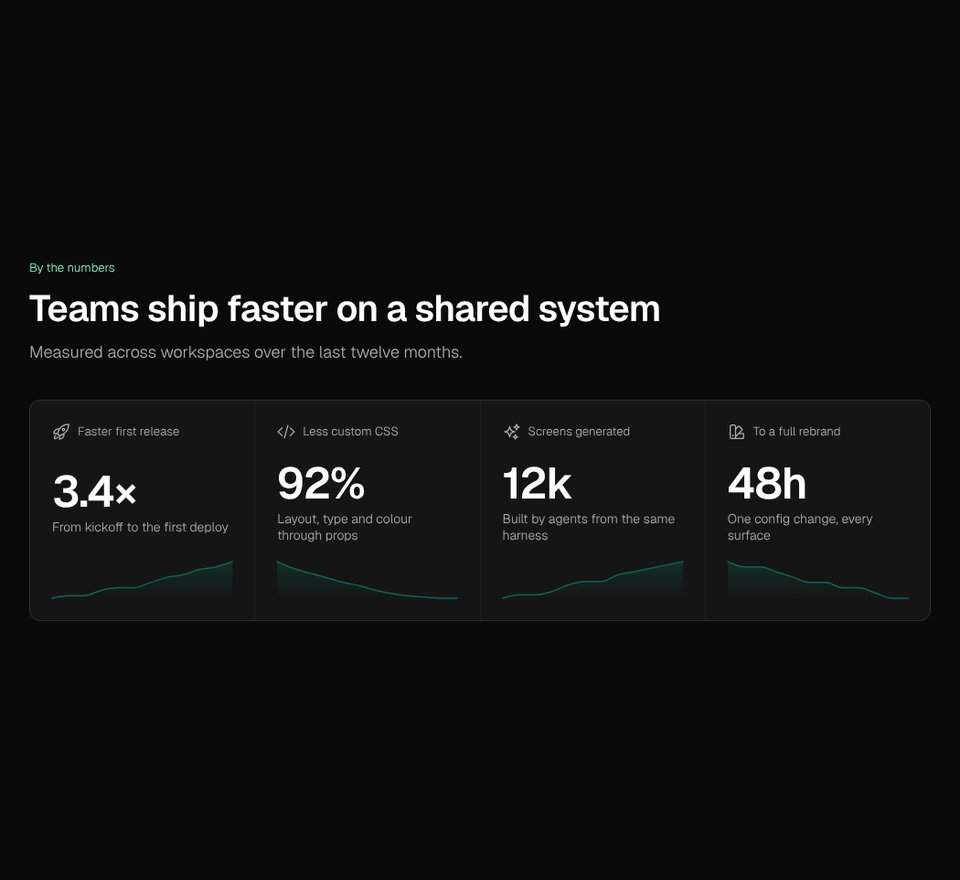 By the numbers
Teams ship faster on a shared system
Measured across workspaces over the last twelve months.
Faster first release
3.4×
From kickoff to the first deploy
Less custom CSS
92%
Layout, type and colour
through props
Screens generated
12k
Built by agents from the same
harness
To a full rebrand
48h
One config change, every
surface